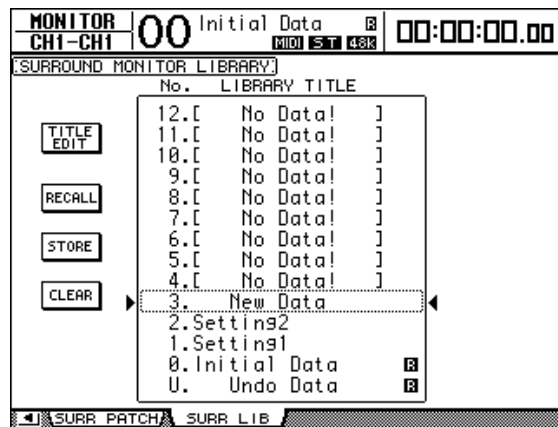 MONITOR
CH1-CH1
00 Initial Data R
MIDI ST 48k
00:00:00.00
SURROUND MONITOR LIBRARY
No. LIBRARY TITLE
TITLE EDIT
RECALL
STORE
CLEAR
12.[ No Data! ]
11.[ No Data! ]
10.[ No Data! ]
9.[ No Data! ]
8.[ No Data! ]
7.[ No Data! ]
6.[ No Data! ]
5.[ No Data! ]
4.[ No Data! ]
3. New Data
2.Setting2
1.Setting1
0.Initial Data R
U. Undo Data R
SURR PATCH
SURR LIB